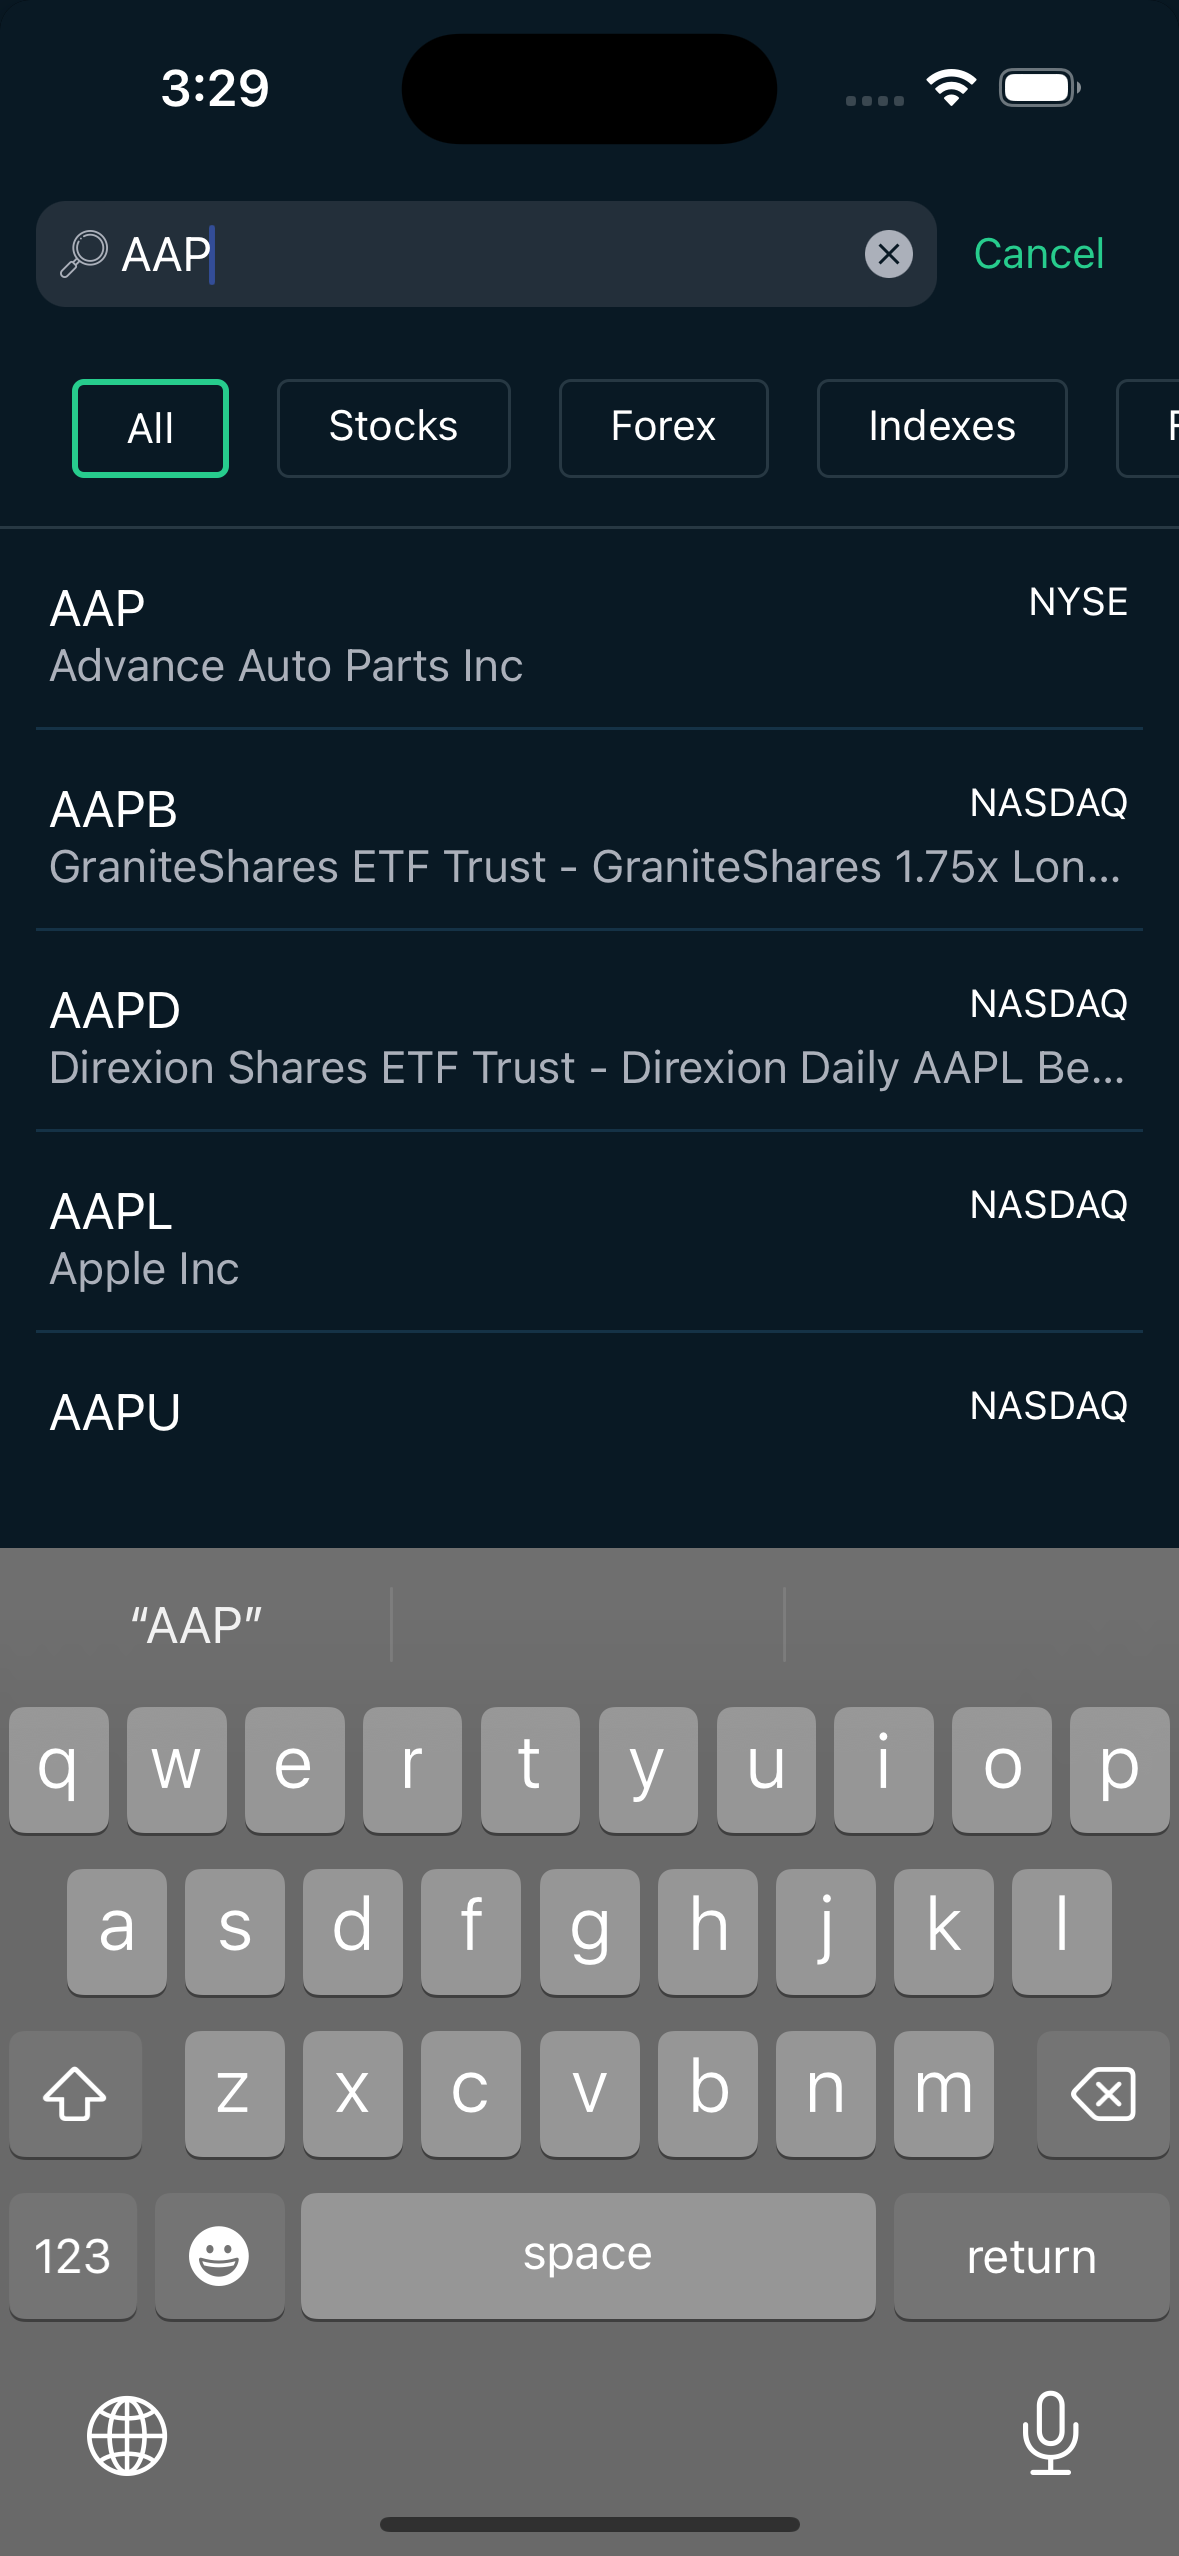 3:29
AAP
Cancel
All
Stocks
Forex
Indexes
AAP
NYSE
Advance Auto Parts Inc
AAPB
NASDAQ
GraniteShares ETF Trust - GraniteShares 1.75x Lon...
AAPD
NASDAQ
Direxion Shares ETF Trust - Direxion Daily AAPL Be...
AAPL
NASDAQ
Apple Inc
AAPU
NASDAQ
“AAP”
q w e r t y u i o p
a s d f g h j k l
z x c v b n m
123 space return